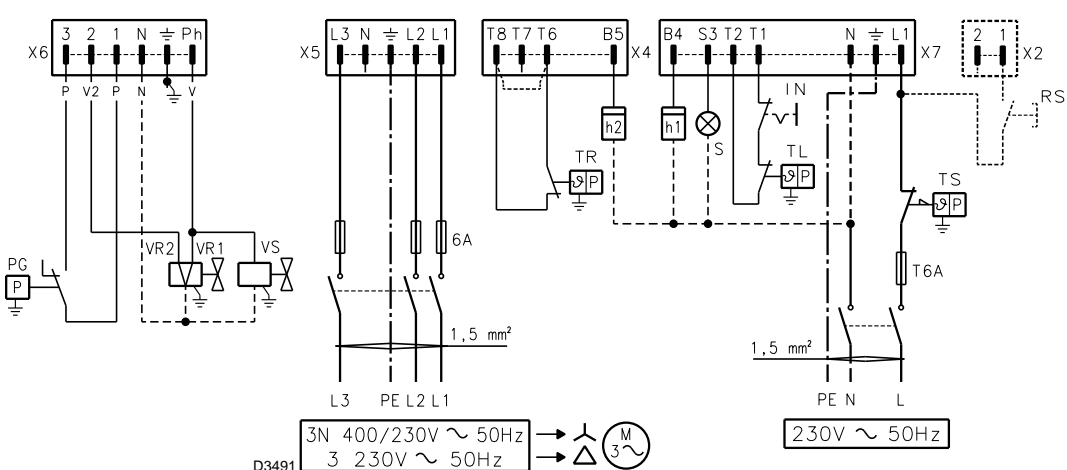 3 2 1 N ⏚ Ph
X6
P V2 P N V
L3 N ⏚ L2 L1
X5
T8 T7 T6 B5
X4
B4 S3 T2 T1 N ⏚ L1
X7
2 1
X2
RS
h2
h1
S
IN
TL
ϑ P
TR
ϑ P
TS
ϑ P
6A
T6A
PG
P
VR2 VR1 VS
1,5 mm²
1,5 mm²
L3 PE L2 L1
PE N L
3N 400/230V ~ 50Hz
3 230V ~ 50Hz
M
3~
230V ~ 50Hz
D3491